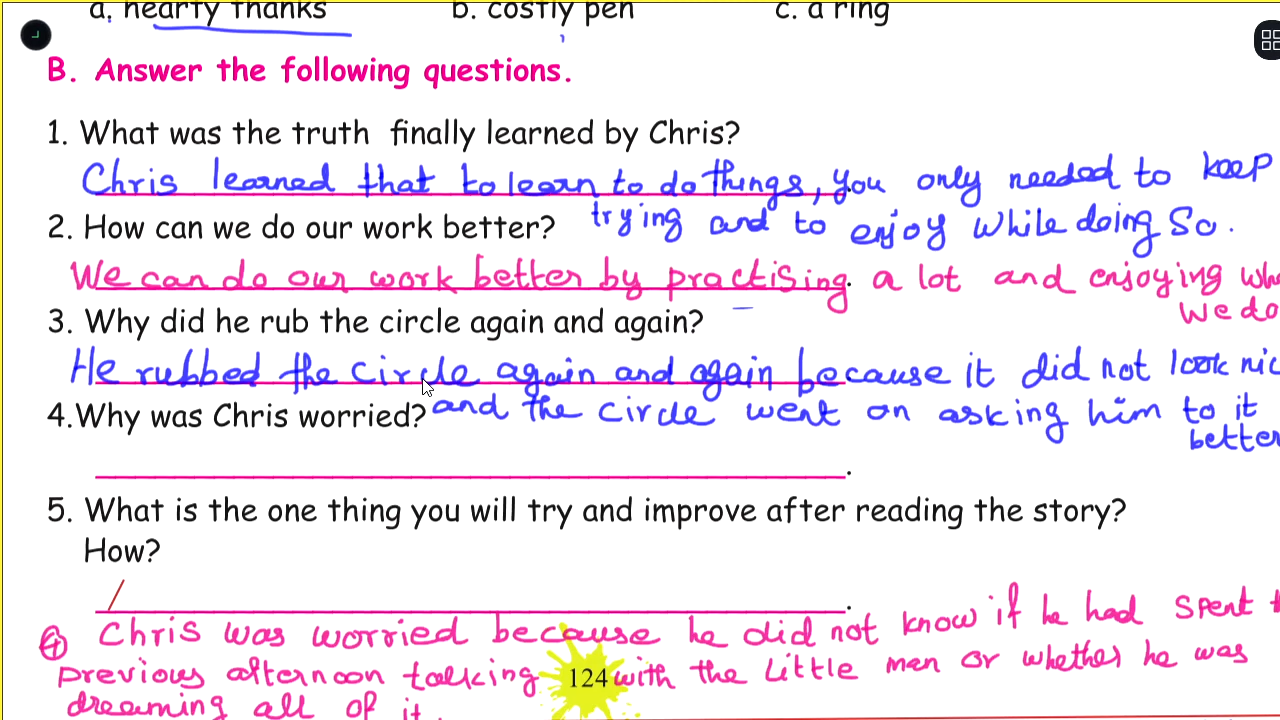 a. hearty thanks b. costly pen c. a ring
B. Answer the following questions.
1. What was the truth finally learned by Chris?
Chris learned that to learn to do things, you only needed to keep
trying and to enjoy while doing so.
2. How can we do our work better?
We can do our work better by practising a lot and enjoying
we do
3. Why did he rub the circle again and again?
He rubbed the circle again and again because it did not look
and the circle went on asking him to it
better
4.Why was Chris worried?
5. What is the one thing you will try and improve after reading the story?
How?
④ Chris was worried because he did not know if he had spent
previous afternoon talking with the little men or whether he was
dreaming all of it.
124